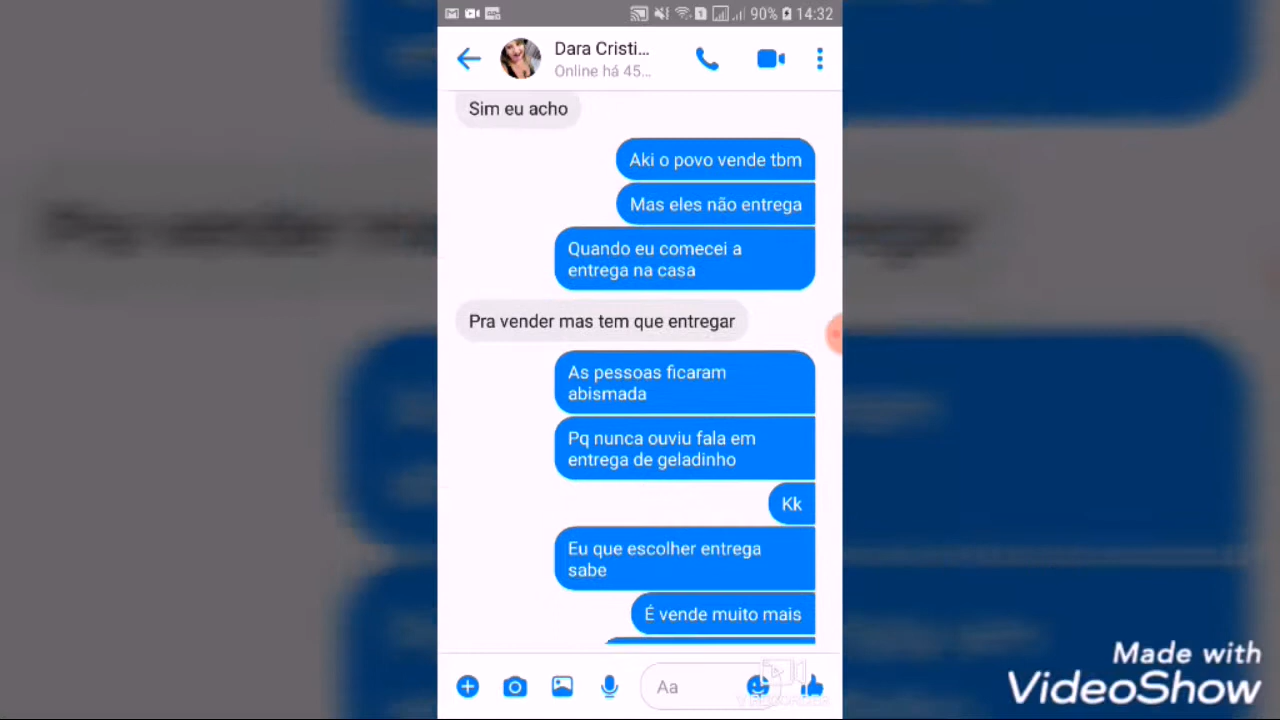 90% 14:32
Dara Cristi...
Online há 45...
Sim eu acho
Aki o povo vende tbm
Mas eles não entrega
Quando eu comecei a
entrega na casa
Pra vender mas tem que entregar
As pessoas ficaram
abismada
Pq nunca ouviu fala em
entrega de geladinho
Kk
Eu que escolher entrega
sabe
É vende muito mais
Aa
Made with
VideoShow